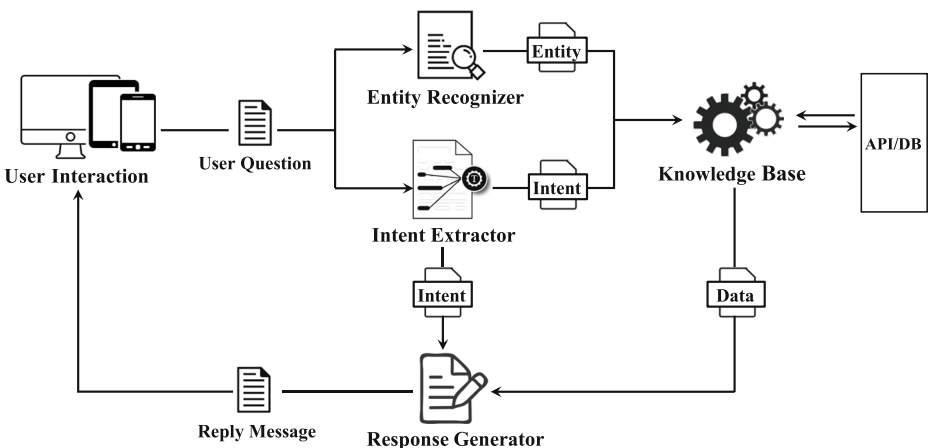 Entity
Entity Recognizer
API/DB
User Question
User Interaction
Intent
Knowledge Base
Intent Extractor
Intent
Data
Reply Message
Response Generator